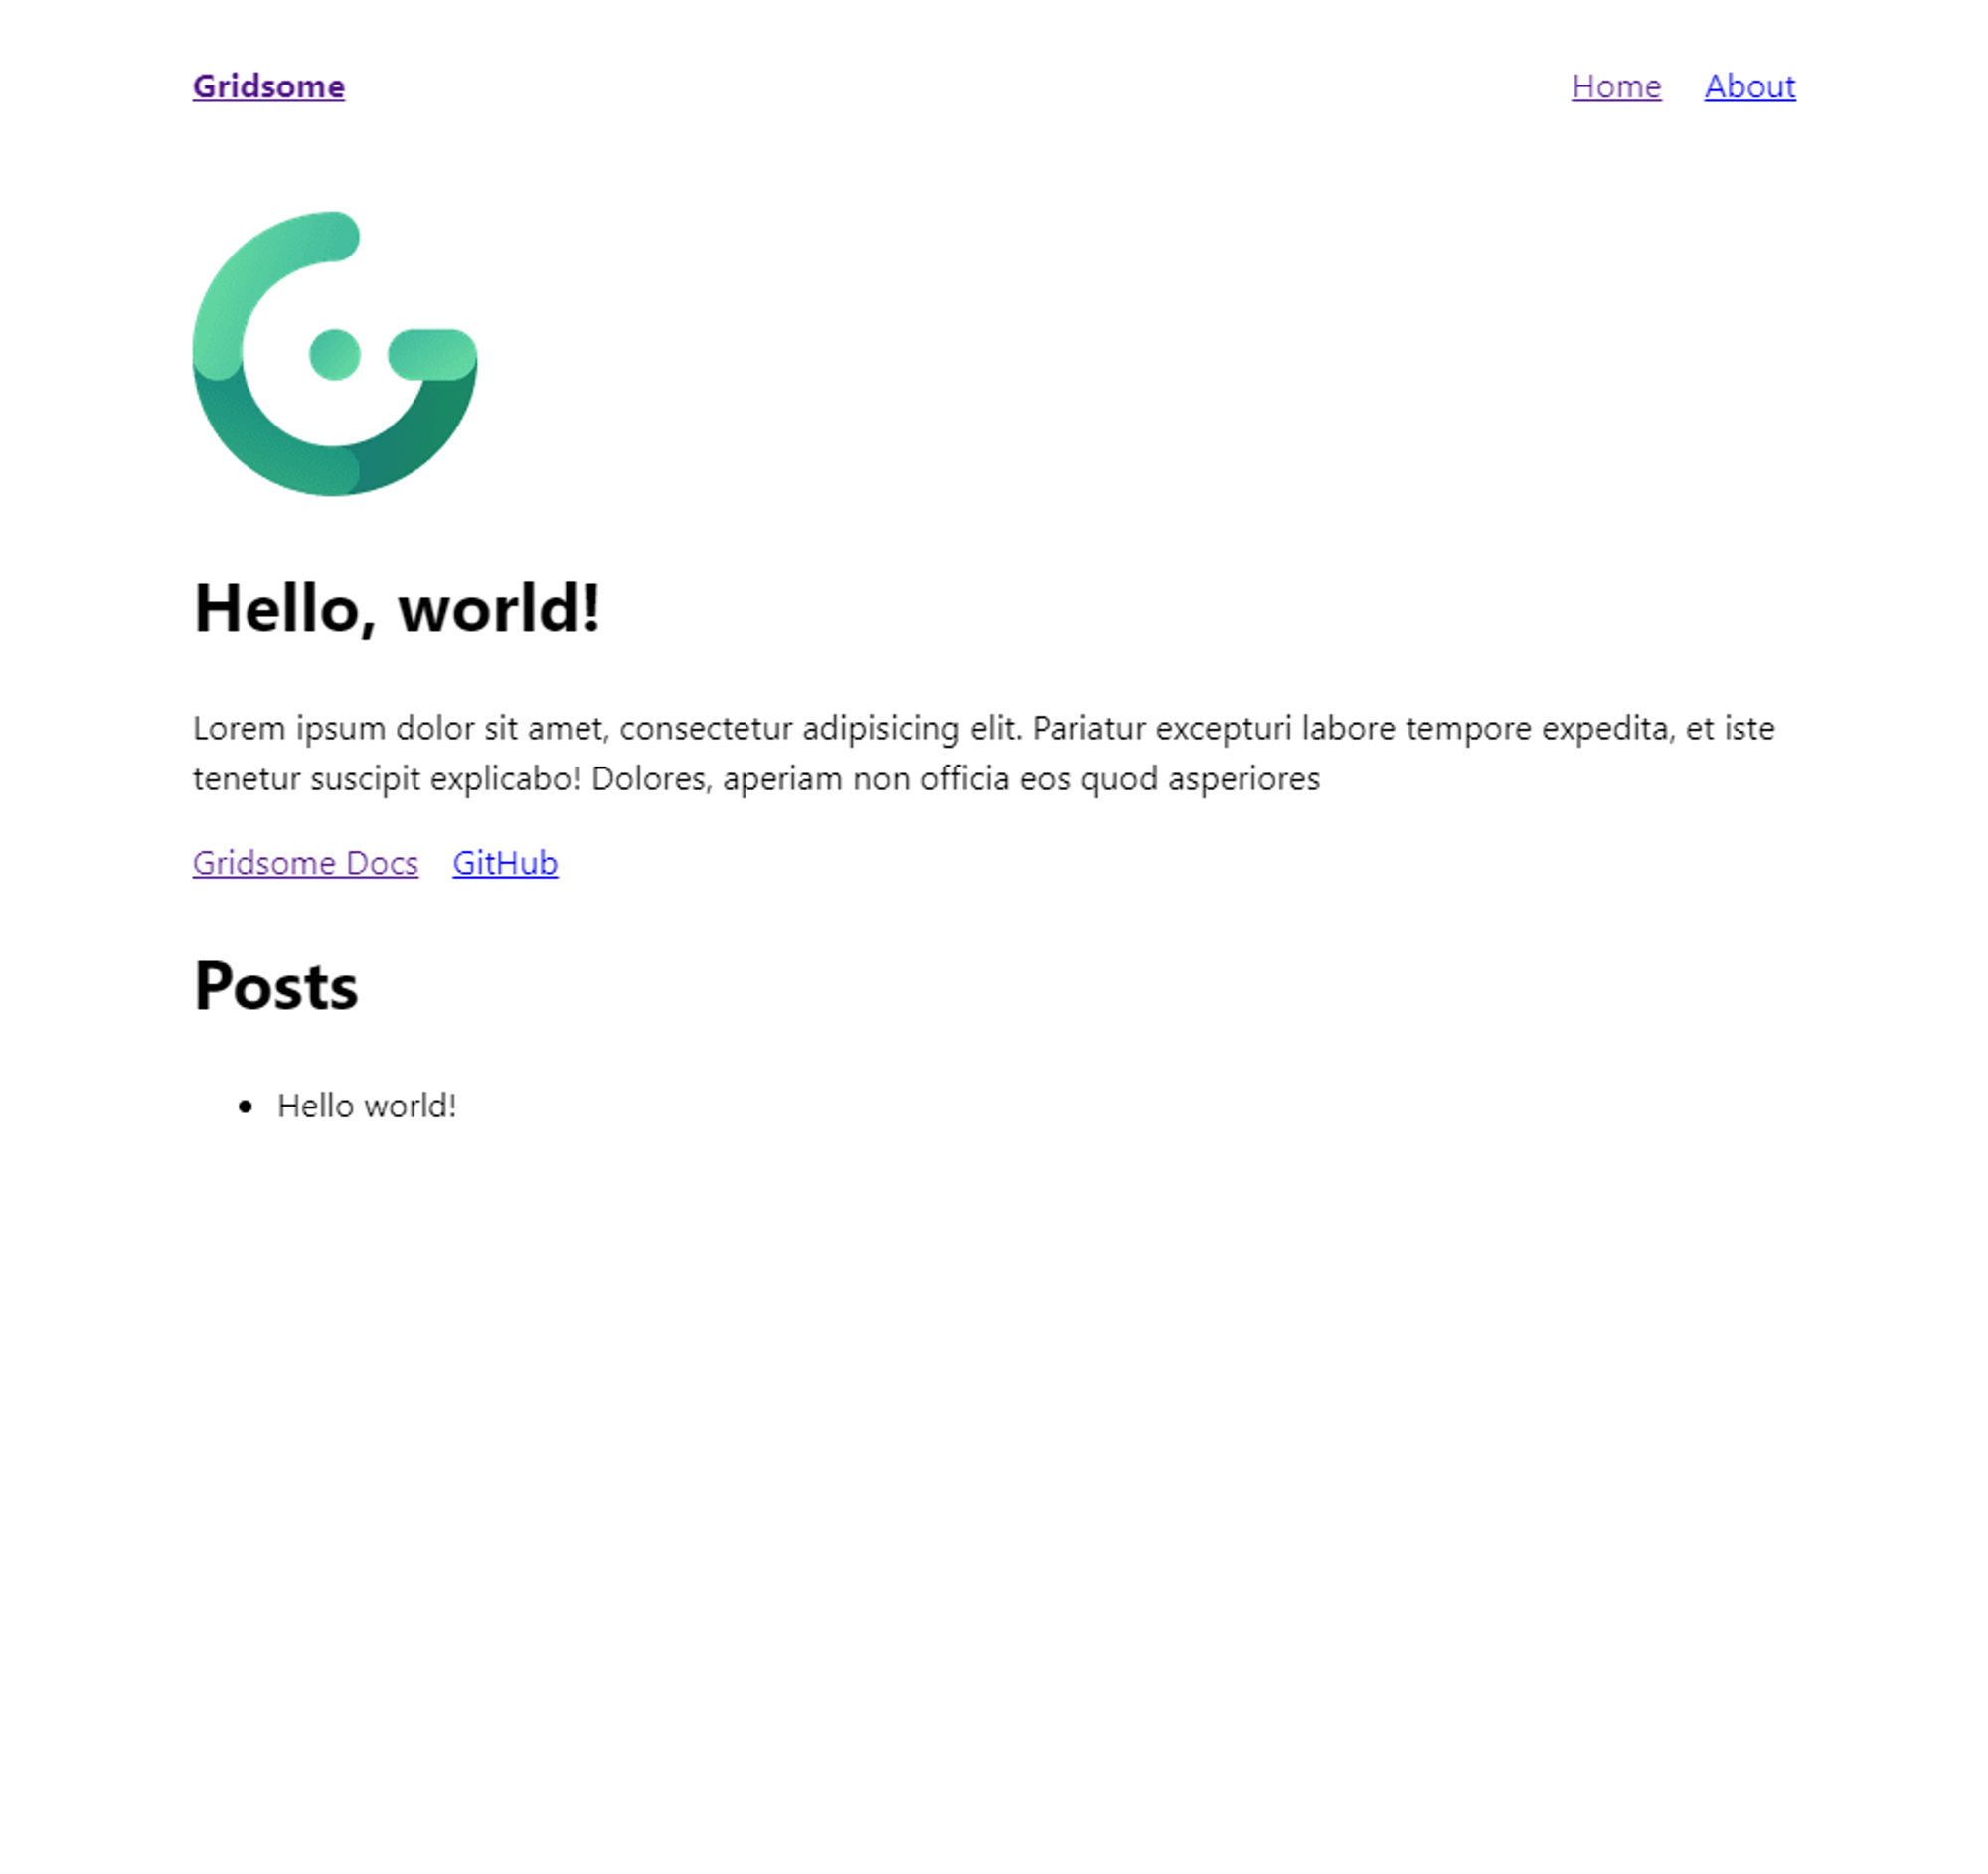 Gridsome
Home About
Hello, world!
Lorem ipsum dolor sit amet, consectetur adipisicing elit. Pariatur excepturi labore tempore expedita, et iste
tenetur suscipit explicabo! Dolores, aperiam non officia eos quod asperiores
Gridsome Docs GitHub
Posts
Hello world!